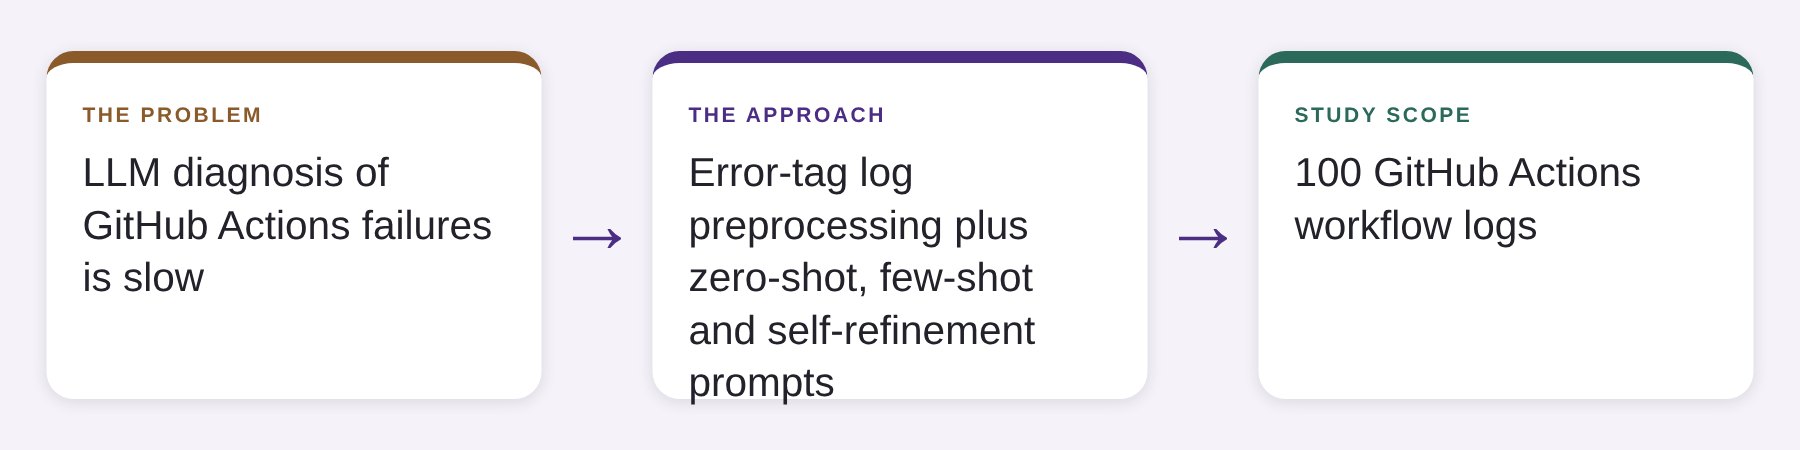 THE PROBLEM
LLM diagnosis of
GitHub Actions failures
is slow
→
THE APPROACH
Error-tag log
preprocessing plus
zero-shot, few-shot
and self-refinement
prompts
→
STUDY SCOPE
100 GitHub Actions
workflow logs